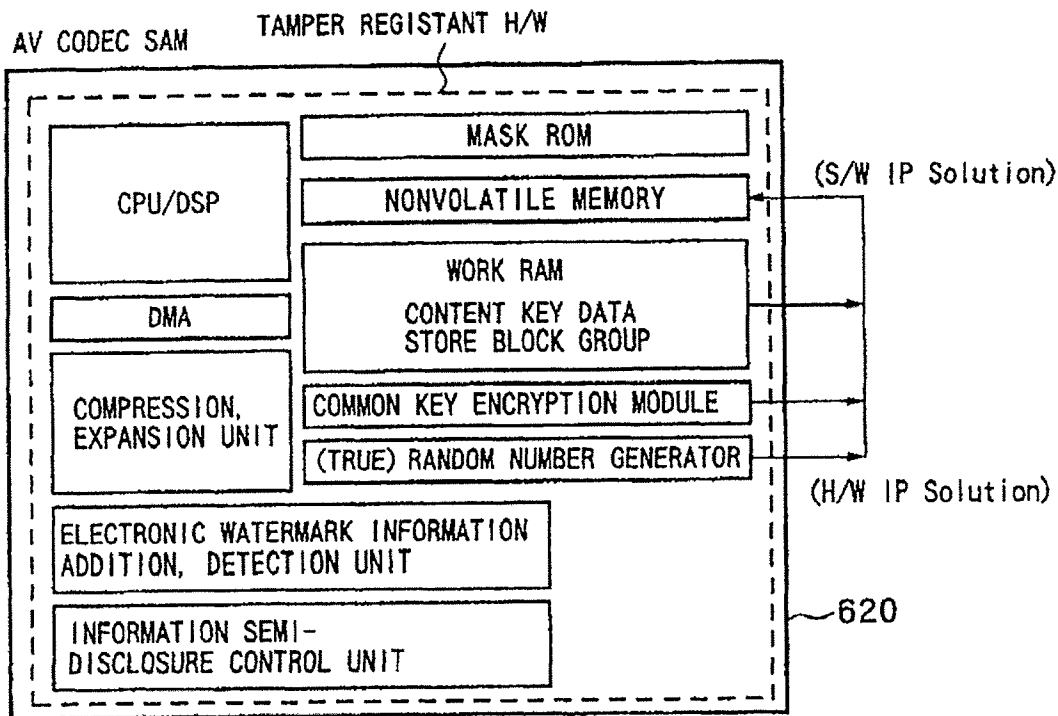 TAMPER REGISTANT H/W
AV CODEC SAM
CPU/DSP
MASK ROM
NONVOLATILE MEMORY
(S/W IP Solution)
WORK RAM
CONTENT KEY DATA
STORE BLOCK GROUP
DMA
COMPRESSION,
EXPANSION UNIT
COMMON KEY ENCRYPTION MODULE
(TRUE) RANDOM NUMBER GENERATOR
(H/W IP Solution)
ELECTRONIC WATERMARK INFORMATION
ADDITION, DETECTION UNIT
INFORMATION SEMI-
DISCLOSURE CONTROL UNIT
620